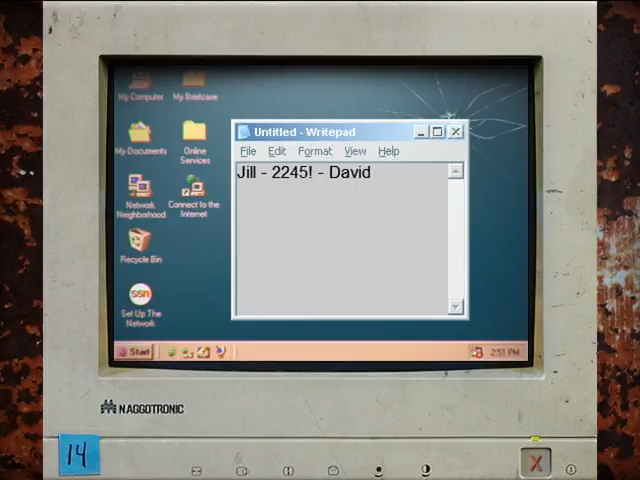 My Computer
My Briefcase
My Documents
Online Services
Network Neighborhood
Connect to the Internet
Recycle Bin
ssn
Set Up The Network
Untitled - Writepad
File Edit Format View Help
Jill - 2245! - David
Start
2:51 PM
NAGGOTRONIC
14
X